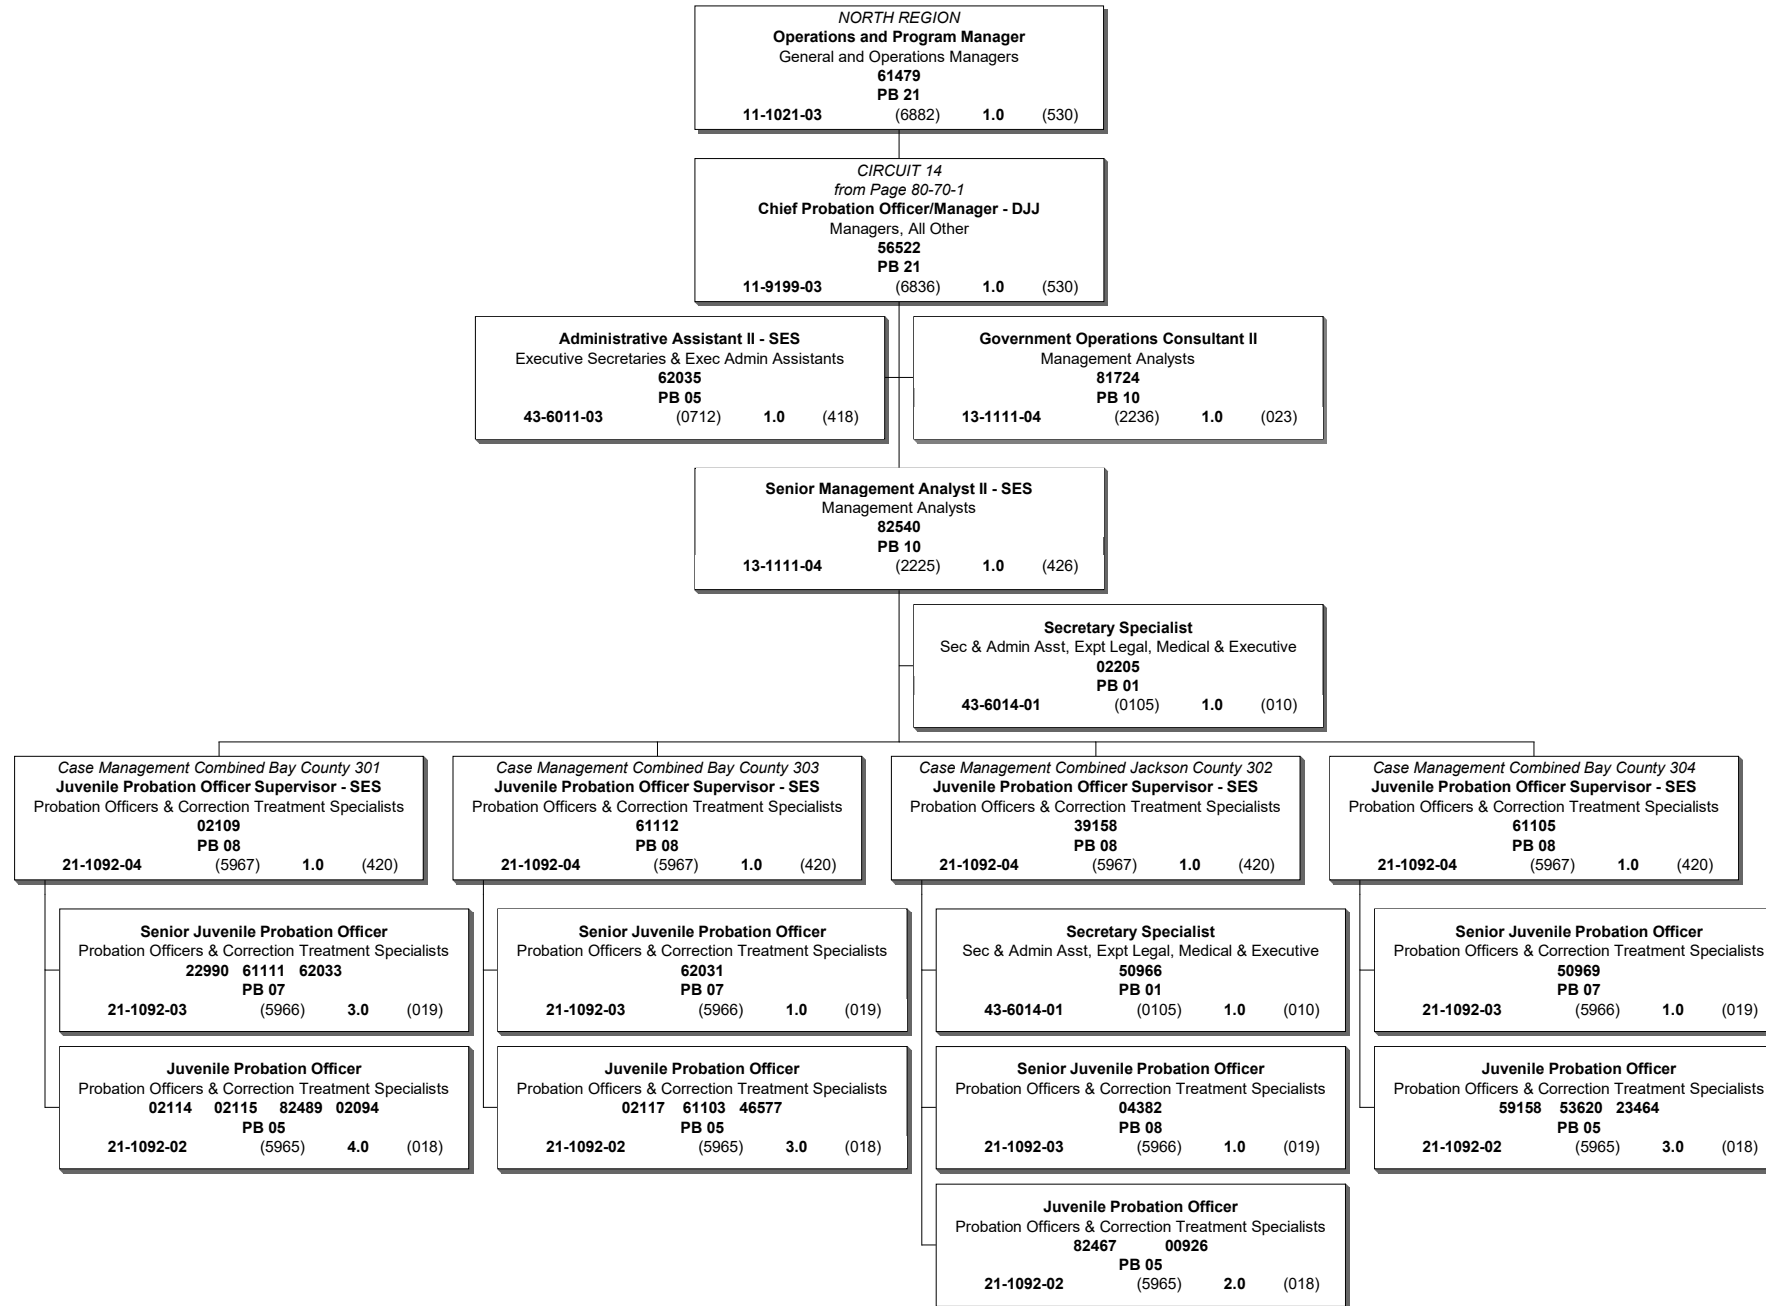 NORTH REGION
Operations and Program Manager
General and Operations Managers
61479
PB 21
11-1021-03 (6882) 1.0 (530)
CIRCUIT 14
from Page 80-70-1
Chief Probation Officer/Manager - DJJ
Managers, All Other
56522
PB 21
11-9199-03 (6836) 1.0 (530)
Administrative Assistant II - SES
Executive Secretaries & Exec Admin Assistants
62035
PB 05
43-6011-03 (0712) 1.0 (418)
Government Operations Consultant II
Management Analysts
81724
PB 10
13-1111-04 (2236) 1.0 (023)
Senior Management Analyst II - SES
Management Analysts
82540
PB 10
13-1111-04 (2225) 1.0 (426)
Secretary Specialist
Sec & Admin Asst, Expt Legal, Medical & Executive
02205
PB 01
43-6014-01 (0105) 1.0 (010)
Case Management Combined Bay County 301
Juvenile Probation Officer Supervisor - SES
Probation Officers & Correction Treatment Specialists
02109
PB 08
21-1092-04 (5967) 1.0 (420)
Senior Juvenile Probation Officer
Probation Officers & Correction Treatment Specialists
22990 61111 62033
PB 07
21-1092-03 (5966) 3.0 (019)
Juvenile Probation Officer
Probation Officers & Correction Treatment Specialists
02114 02115 82489 02094
PB 05
21-1092-02 (5965) 4.0 (018)
Case Management Combined Bay County 303
Juvenile Probation Officer Supervisor - SES
Probation Officers & Correction Treatment Specialists
61112
PB 08
21-1092-04 (5967) 1.0 (420)
Senior Juvenile Probation Officer
Probation Officers & Correction Treatment Specialists
62031
PB 07
21-1092-03 (5966) 1.0 (019)
Juvenile Probation Officer
Probation Officers & Correction Treatment Specialists
02117 61103 46577
PB 05
21-1092-02 (5965) 3.0 (018)
Case Management Combined Jackson County 302
Juvenile Probation Officer Supervisor - SES
Probation Officers & Correction Treatment Specialists
39158
PB 08
21-1092-04 (5967) 1.0 (420)
Secretary Specialist
Sec & Admin Asst, Expt Legal, Medical & Executive
50966
PB 01
43-6014-01 (0105) 1.0 (010)
Senior Juvenile Probation Officer
Probation Officers & Correction Treatment Specialists
04382
PB 08
21-1092-03 (5966) 1.0 (019)
Juvenile Probation Officer
Probation Officers & Correction Treatment Specialists
82467 00926
PB 05
21-1092-02 (5965) 2.0 (018)
Case Management Combined Bay County 304
Juvenile Probation Officer Supervisor - SES
Probation Officers & Correction Treatment Specialists
61105
PB 08
21-1092-04 (5967) 1.0 (420)
Senior Juvenile Probation Officer
Probation Officers & Correction Treatment Specialists
50969
PB 07
21-1092-03 (5966) 1.0 (019)
Juvenile Probation Officer
Probation Officers & Correction Treatment Specialists
59158 53620 23464
PB 05
21-1092-02 (5965) 3.0 (018)